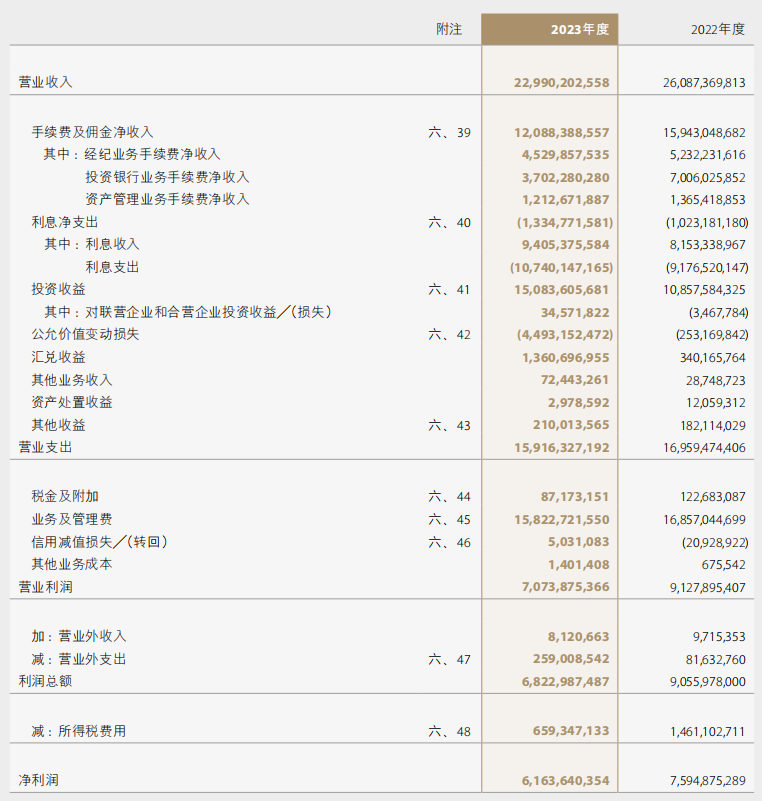 附注 2023年度 2022年度
营业收入 22,990,202,558 26,087,369,813
手续费及佣金净收入 六、39 12,088,388,557 15,943,048,682
其中：经纪业务手续费净收入 4,529,857,535 5,232,231,616
投资银行业务手续费净收入 3,702,280,280 7,006,025,852
资产管理业务手续费净收入 1,212,671,887 1,365,418,853
利息净支出 六、40 (1,334,771,581) (1,023,181,180)
其中：利息收入 9,405,375,584 8,153,338,967
利息支出 (10,740,147,165) (9,176,520,147)
投资收益 六、41 15,083,605,681 10,857,584,325
其中：对联营企业和合营企业投资收益╱(损失) 34,571,822 (3,467,784)
公允价值变动损失 六、42 (4,493,152,472) (253,169,842)
汇兑收益 1,360,696,955 340,165,764
其他业务收入 72,443,261 28,748,723
资产处置收益 2,978,592 12,059,312
其他收益 六、43 210,013,565 182,114,029
营业支出 15,916,327,192 16,959,474,406
税金及附加 六、44 87,173,151 122,683,087
业务及管理费 六、45 15,822,721,550 16,857,044,699
信用减值损失╱(转回) 六、46 5,031,083 (20,928,922)
其他业务成本 1,401,408 675,542
营业利润 7,073,875,366 9,127,895,407
加：营业外收入 8,120,663 9,715,353
减：营业外支出 六、47 259,008,542 81,632,760
利润总额 6,822,987,487 9,055,978,000
减：所得税费用 六、48 659,347,133 1,461,102,711
净利润 6,163,640,354 7,594,875,289